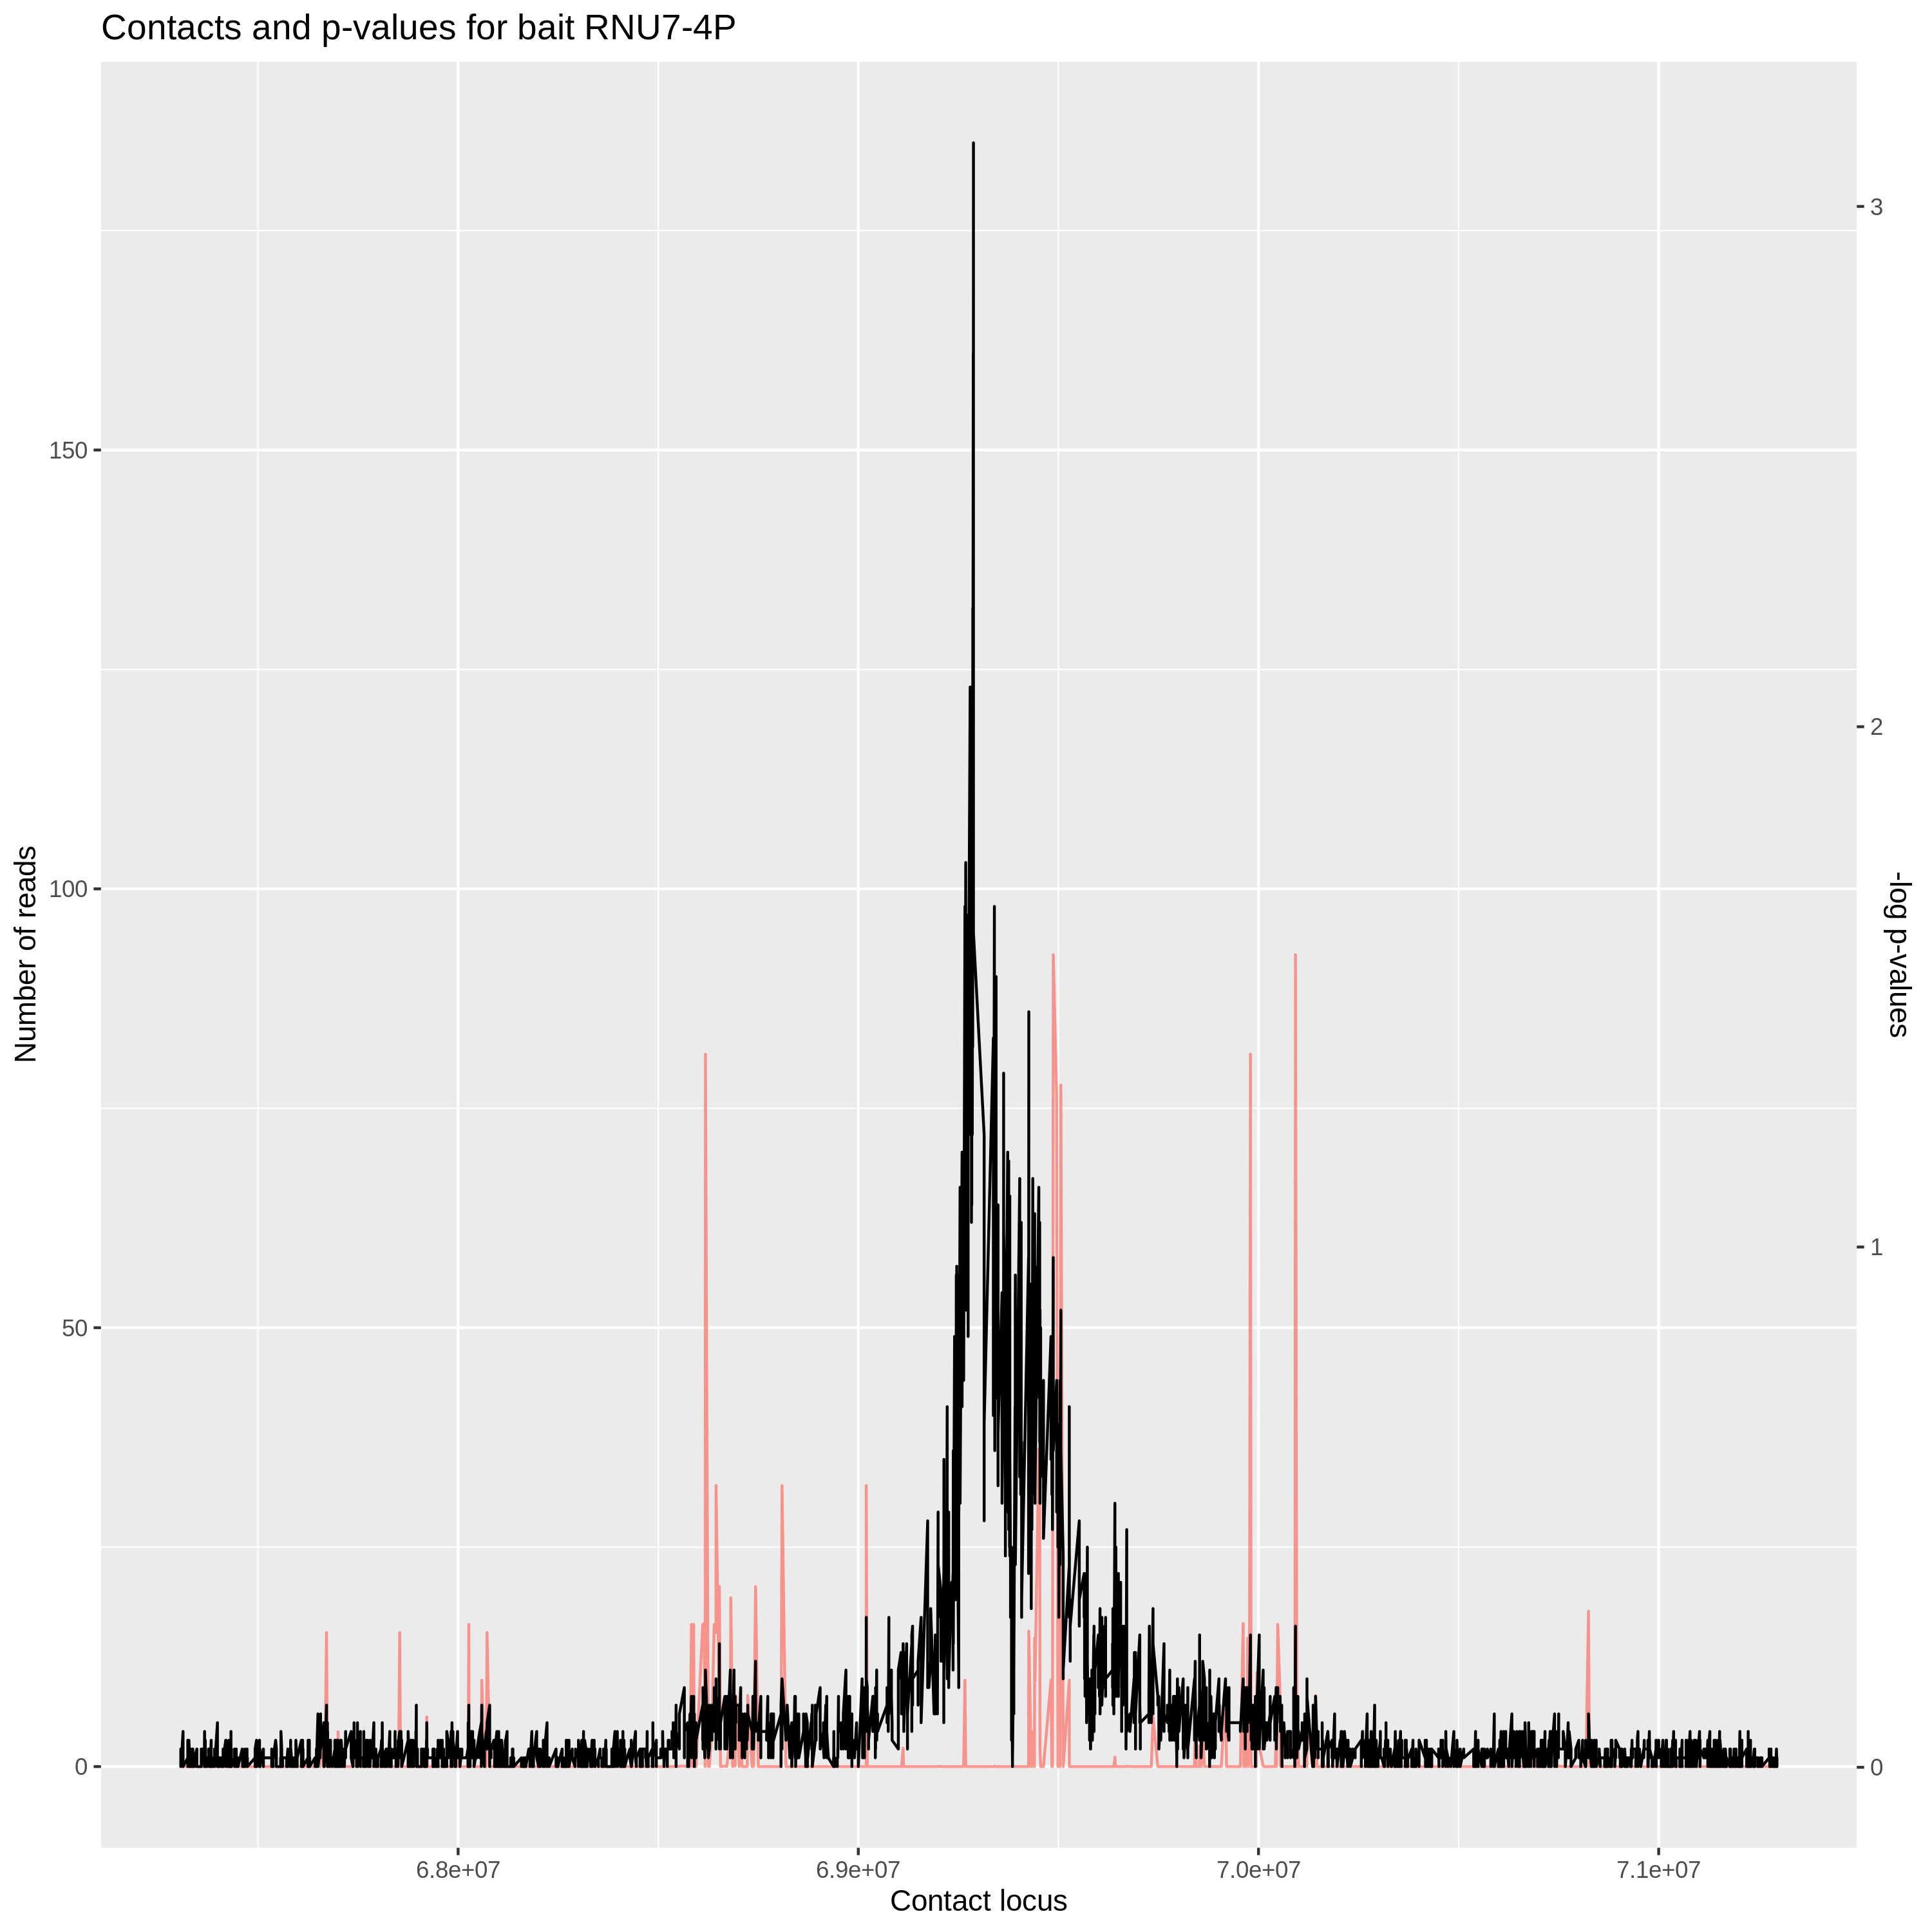 Contacts and p-values for bait RNU7-4P
Number of reads
150
100
50
0
3
2
1
0
-log p-values
6.8e+07
6.9e+07
7.0e+07
7.1e+07
Contact locus